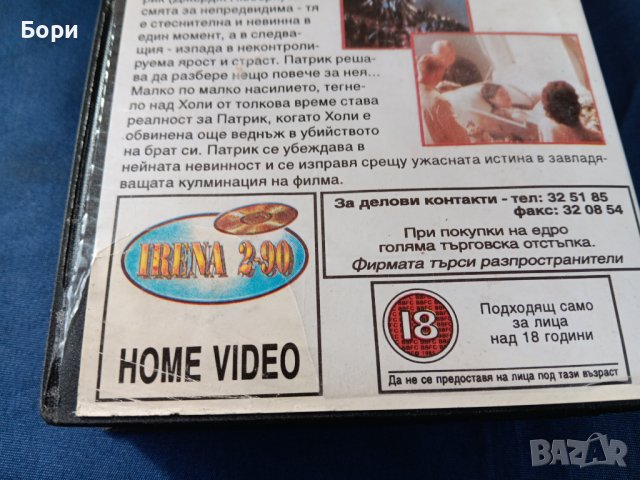 Бори
смята за непредвидима - тя
е стеснителна и невинна в
един момент, а в следва-
щия - изпада в неконтроли-
руема ярост и страст. Патрик реша-
ва да разбере нещо повече за нея...
Малко по малко насилието, тегне-
ло над Холи от толкова време става
реалност за Патрик, когато Холи е
обвинена още веднъж в убийството
на брат си. Патрик се убеждава в
нейната невинност и се изправя срещу ужасната истина в завладя-
ващата кулминация на филма.
IRENA 2-90
HOME VIDEO
За делови контакти - тел: 32 51 85
факс: 32 08 54
При покупки на едро
голяма търговска отстъпка.
Фирмата търси разпространители
BBFC
18
Подходящ само
за лица
над 18 години
Да не се предоставя на лица под тази възраст
BAZAR